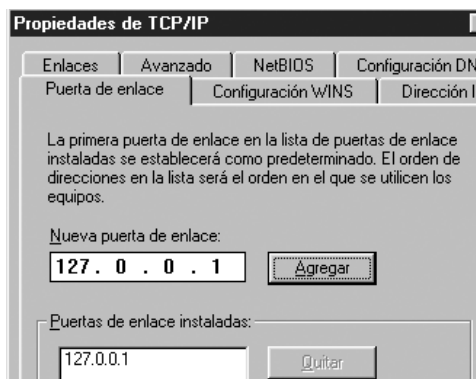 Propiedades de TCP/IP
Enlaces Avanzado NetBIOS Configuración DN
Puerta de enlace Configuración WINS Dirección I
La primera puerta de enlace en la lista de puertas de enlace
instaladas se establecerá como predeterminado. El orden de
direcciones en la lista será el orden en el que se utilicen los
equipos.
Nueva puerta de enlace:
127 . 0 . 0 . 1 Agregar
Puertas de enlace instaladas:
127.0.0.1 Quitar